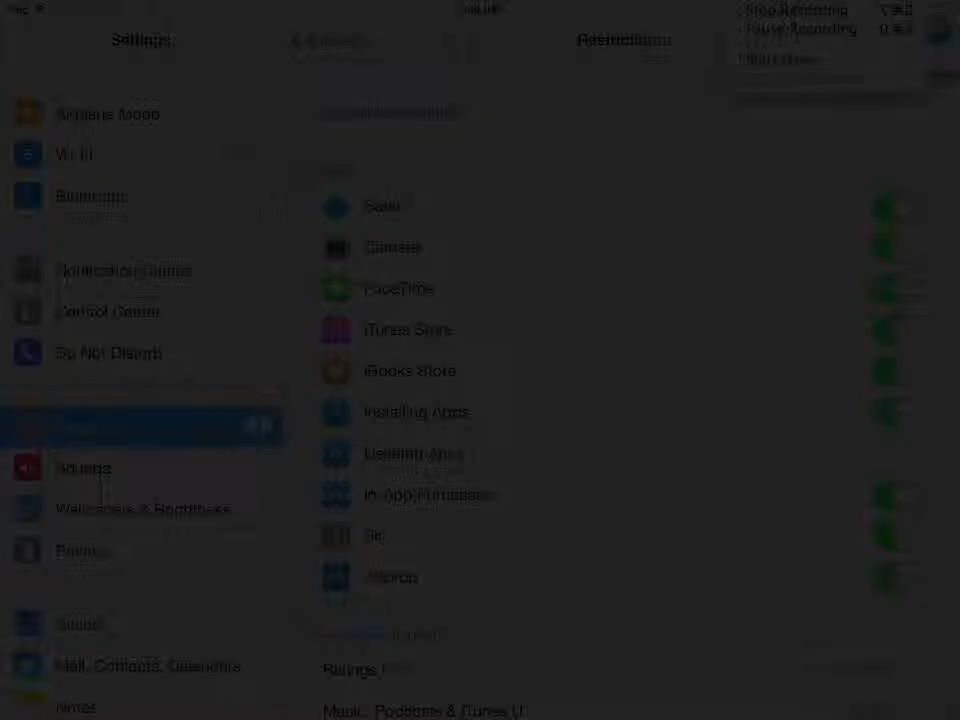 Stop Recording
Pause Recording
Settings
Restrictions
Airplane Mode
Wi-Fi
Bluetooth
Notification Center
Control Center
Do Not Disturb
Sounds
Wallpapers & Brightness
Privacy
iCloud
Mail, Contacts, Calendars
Notes
Safari
Camera
FaceTime
iTunes Store
iBooks Store
Installing Apps
Deleting Apps
In-App Purchases
Siri
AirDrop
Ratings
Music, Podcasts & iTunes U